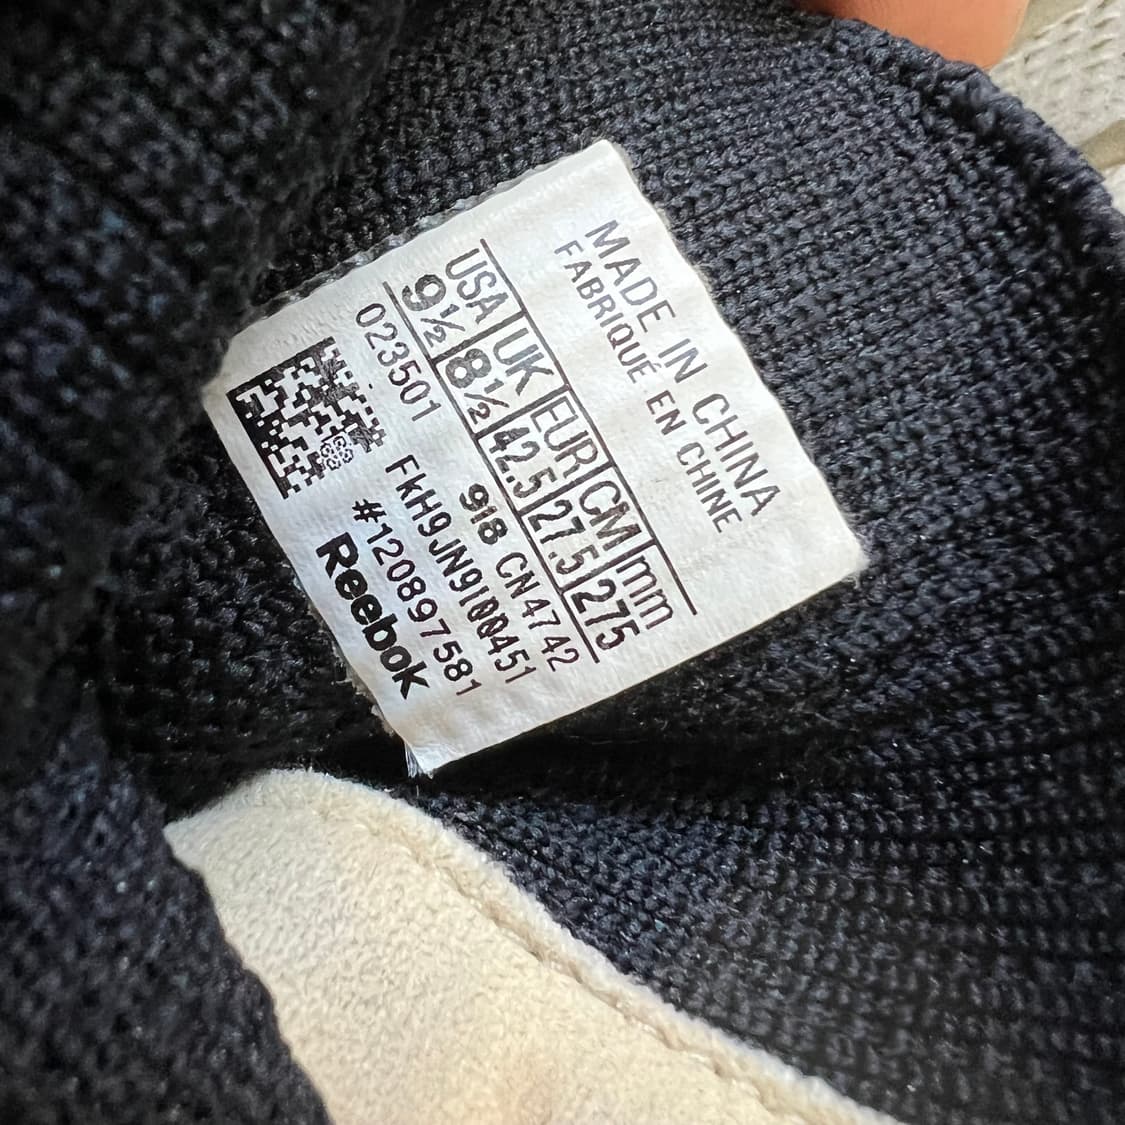 MADE IN CHINA
FABRIQUÉ EN CHINE
USA UK EUR CM mm
9½ 8½ 42.5 27.5 275
023501 918 CN4742
FkH9JN9100451
#120897581
Reebok